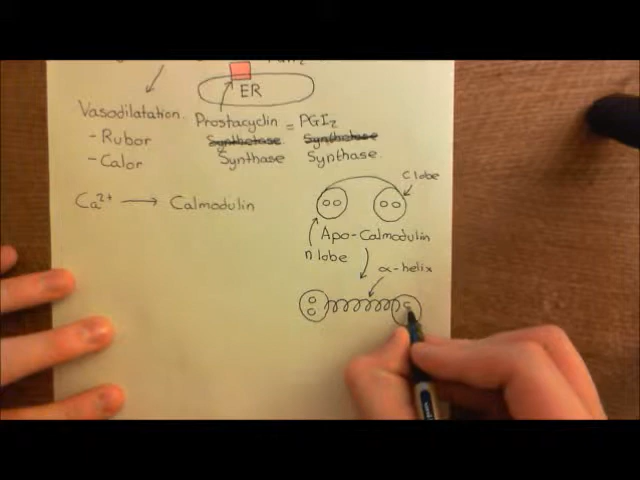 ER
Vasodilatation
- Rubor
- Calor
Prostacyclin = PGI2
Synthetase Synthetase
Synthase Synthase
Ca2+ → Calmodulin
C lobe
Apo-Calmodulin
n lobe
α-helix